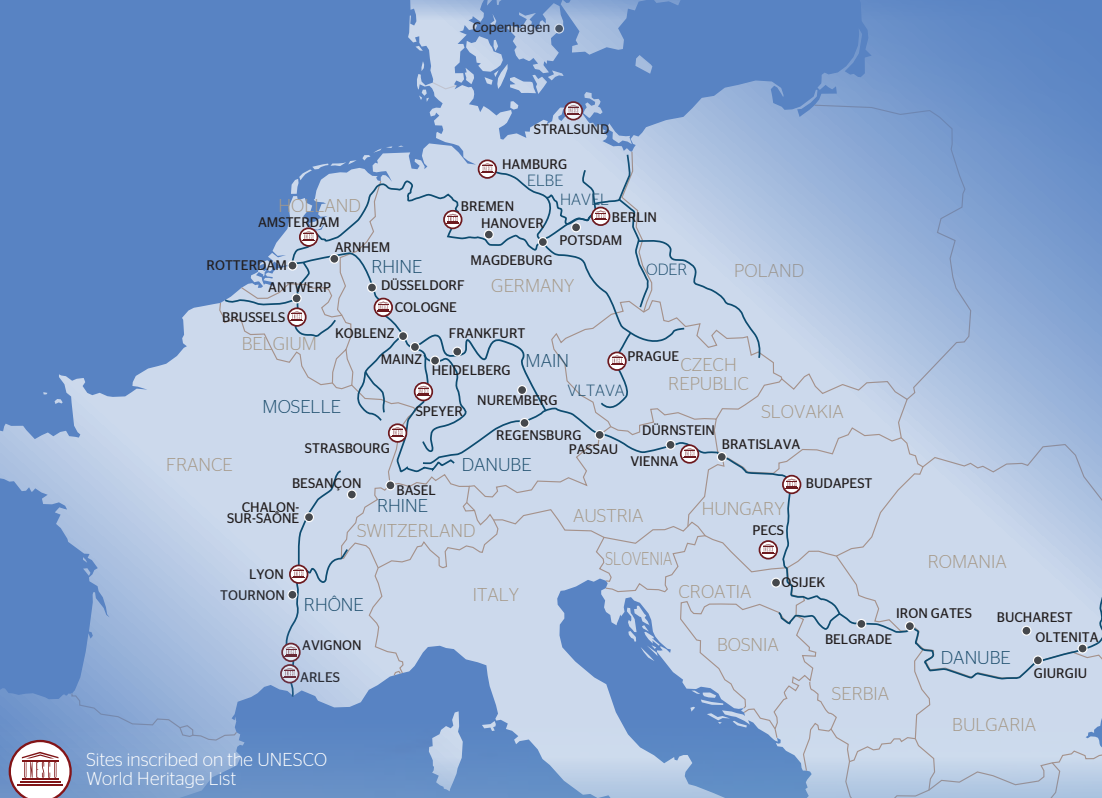 Copenhagen
STRALSUND
HAMBURG
ELBE
HAVEL
HOLLAND
BREMEN
AMSTERDAM
HANOVER
BERLIN
POTSDAM
ARNHEM
MAGDEBURG
ROTTERDAM
RHINE
ODER
POLAND
ANTWERP
DÜSSELDORF
GERMANY
COLOGNE
BRUSSELS
KOBLENZ
FRANKFURT
BELGIUM
MAINZ
MAIN
PRAGUE
CZECH
REPUBLIC
HEIDELBERG
VLTAVA
NUREMBERG
MOSELLE
SPEYER
SLOVAKIA
REGENSBURG
DÜRNSTEIN
STRASBOURG
PASSAU
BRATISLAVA
VIENNA
FRANCE
DANUBE
BESANÇON
BASEL
BUDAPEST
RHINE
CHALON-
SUR-SAÔNE
HUNGARY
AUSTRIA
SWITZERLAND
PECS
SLOVENIA
ROMANIA
LYON
OSIJEK
TOURNON
RHÔNE
ITALY
CROATIA
IRON GATES
BUCHAREST
BELGRADE
OLTENITA
AVIGNON
BOSNIA
DANUBE
GIURGIU
ARLES
SERBIA
BULGARIA
UNESCO
Sites inscribed on the UNESCO
World Heritage List